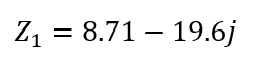 Z₁ = 8.71 − 19.6j